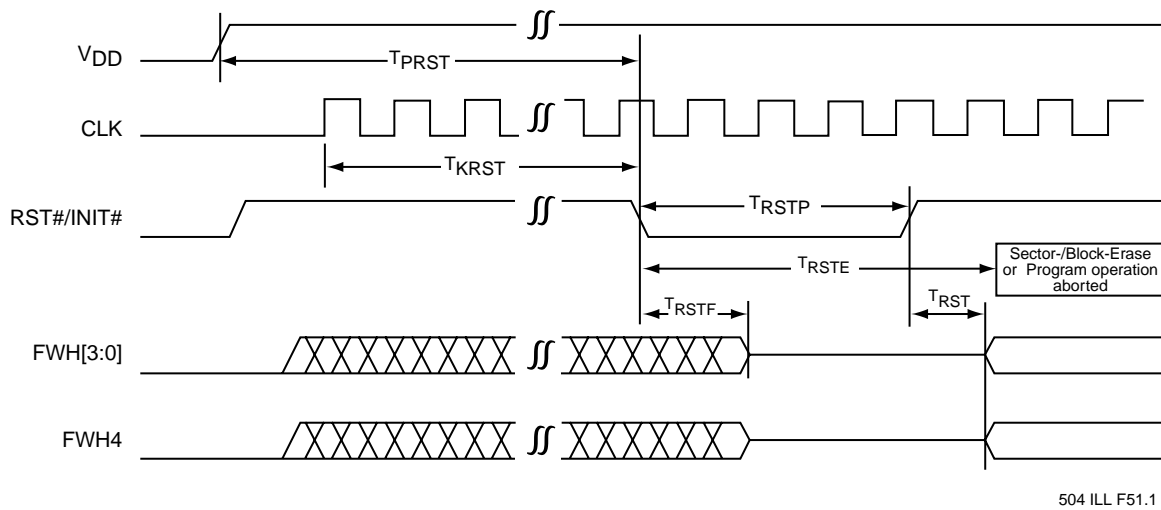 VDD
TPRST
CLK
TKRST
RST#/INIT#
TRSTP
TRSTE
Sector-/Block-Erase
or Program operation
aborted
TRSTF
TRST
FWH[3:0]
FWH4
504 ILL F51.1